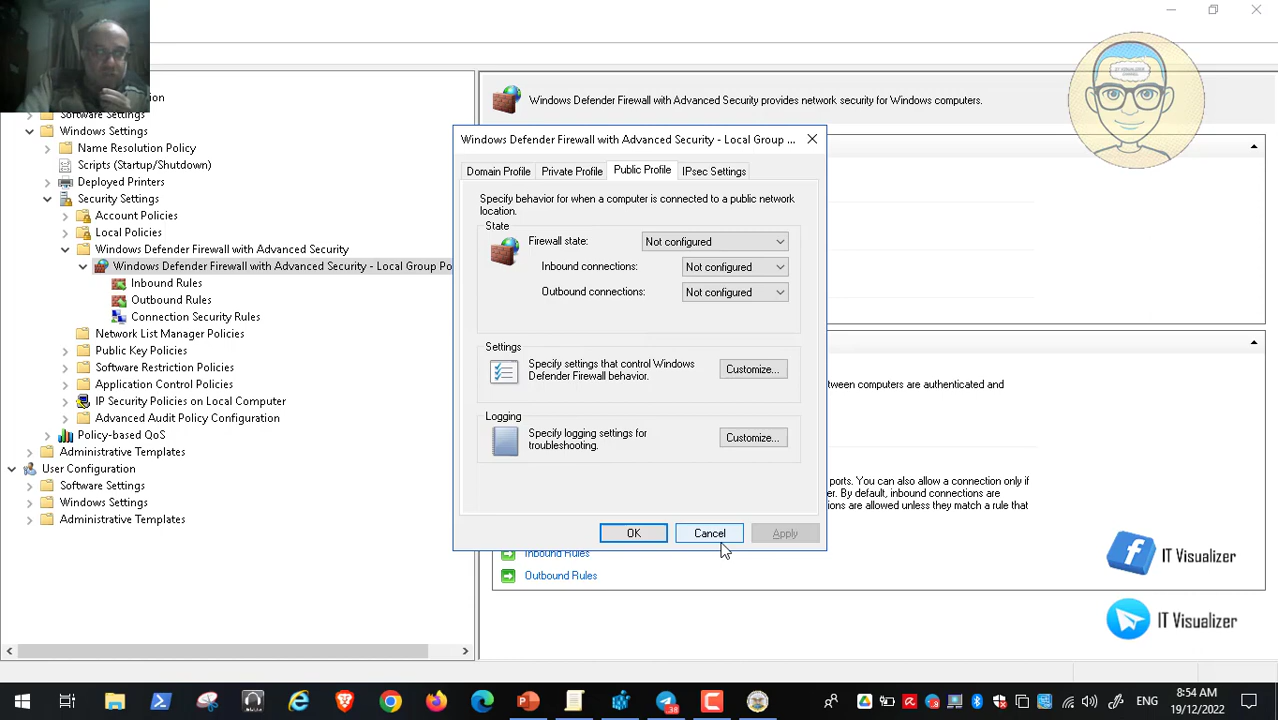 Windows Defender Firewall with Advanced Security provides network security for Windows computers.
IT VISUALIZER
CHANNEL
Windows Settings
Name Resolution Policy
Scripts (Startup/Shutdown)
Deployed Printers
Security Settings
Account Policies
Local Policies
Windows Defender Firewall with Advanced Security
Windows Defender Firewall with Advanced Security - Local Group Po
Inbound Rules
Outbound Rules
Connection Security Rules
Network List Manager Policies
Public Key Policies
Software Restriction Policies
Application Control Policies
IP Security Policies on Local Computer
Advanced Audit Policy Configuration
Policy-based QoS
Administrative Templates
User Configuration
Software Settings
Windows Settings
Administrative Templates
Windows Defender Firewall with Advanced Security - Local Group ...
Domain Profile
Private Profile
Public Profile
IPsec Settings
Specify behavior for when a computer is connected to a public network
location.
State
Firewall state:
Not configured
Inbound connections:
Not configured
Outbound connections:
Not configured
Settings
Specify settings that control Windows
Defender Firewall behavior.
Customize...
Logging
Specify logging settings for
troubleshooting.
Customize...
OK
Cancel
Apply
etween computers are authenticated and
ports. You can also allow a connection only if
er. By default, inbound connections are
ions are allowed unless they match a rule that
Inbound Rules
Outbound Rules
IT Visualizer
IT Visualizer
38
ENG
8:54 AM
19/12/2022